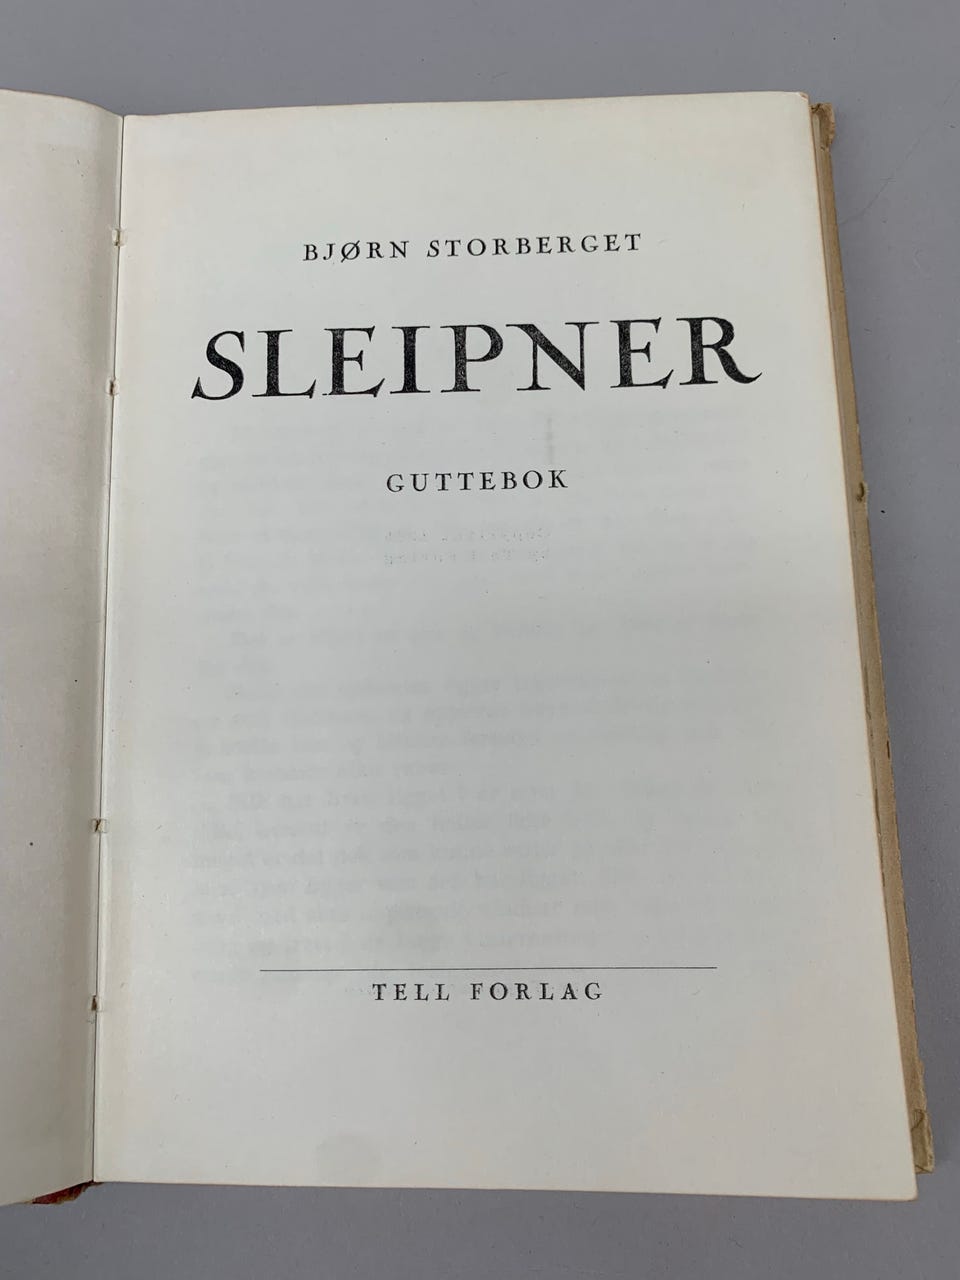 BJØRN STORBERGET
SLEIPNER
GUTTEBOK
TELL FORLAG